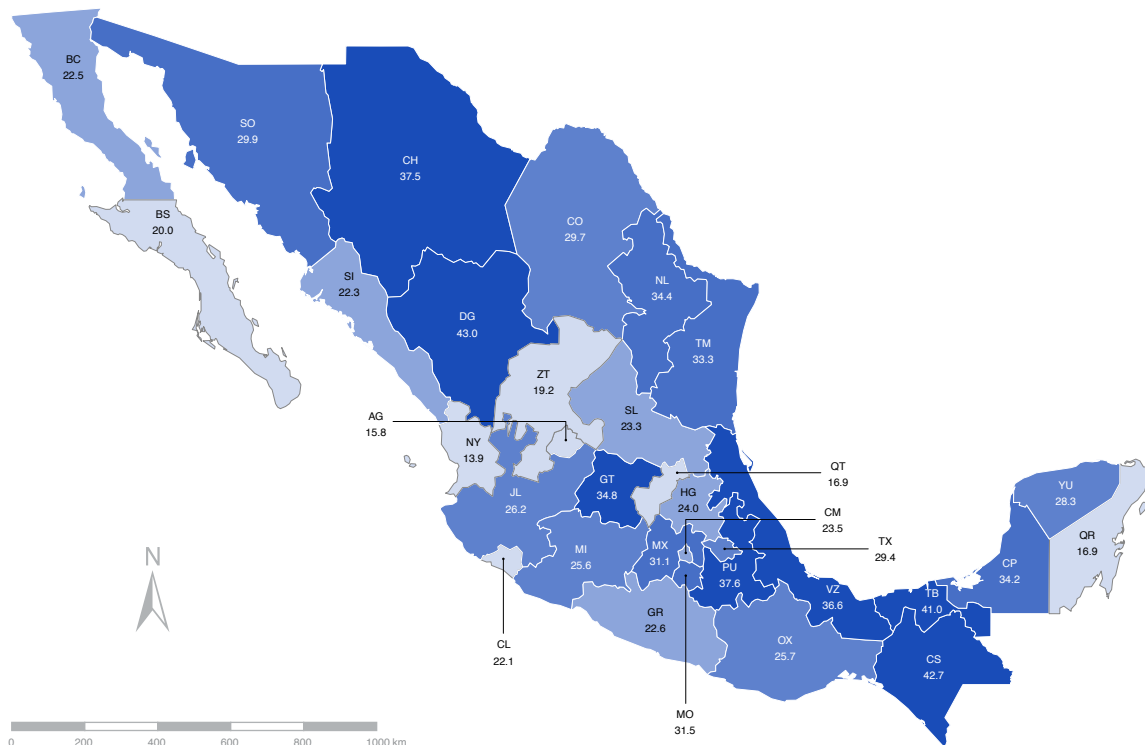 BC
22.5
SO
29.9
CH
37.5
BS
20.0
CO
29.7
SI
22.3
NL
34.4
DG
43.0
TM
33.3
ZT
19.2
AG
15.8
SL
23.3
NY
13.9
QT
16.9
GT
34.8
JL
26.2
HG
24.0
YU
28.3
CM
23.5
QR
16.9
TX
29.4
MX
31.1
MI
25.6
CP
34.2
PU
37.6
VZ
36.6
TB
41.0
GR
22.6
CL
22.1
OX
25.7
CS
42.7
MO
31.5
N
0 200 400 600 800 1000 km